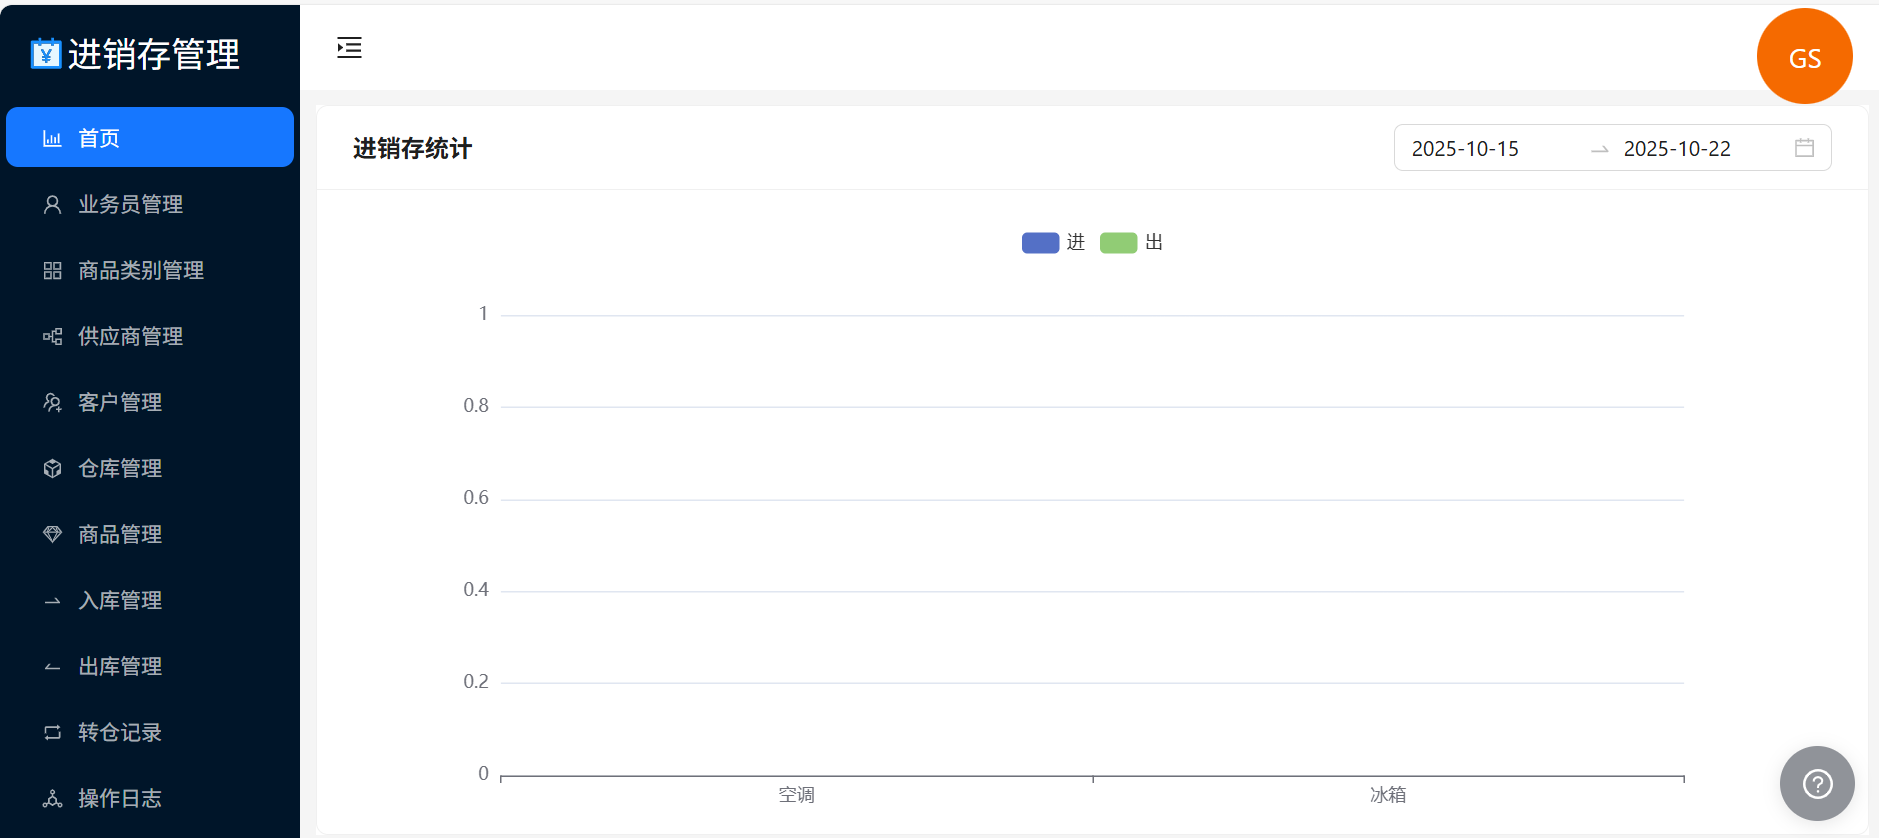 进销存管理
首页
业务员管理
商品类别管理
供应商管理
客户管理
仓库管理
商品管理
入库管理
出库管理
转仓记录
操作日志
GS
进销存统计
2025-10-15
2025-10-22
进
出
1
0.8
0.6
0.4
0.2
0
空调
冰箱